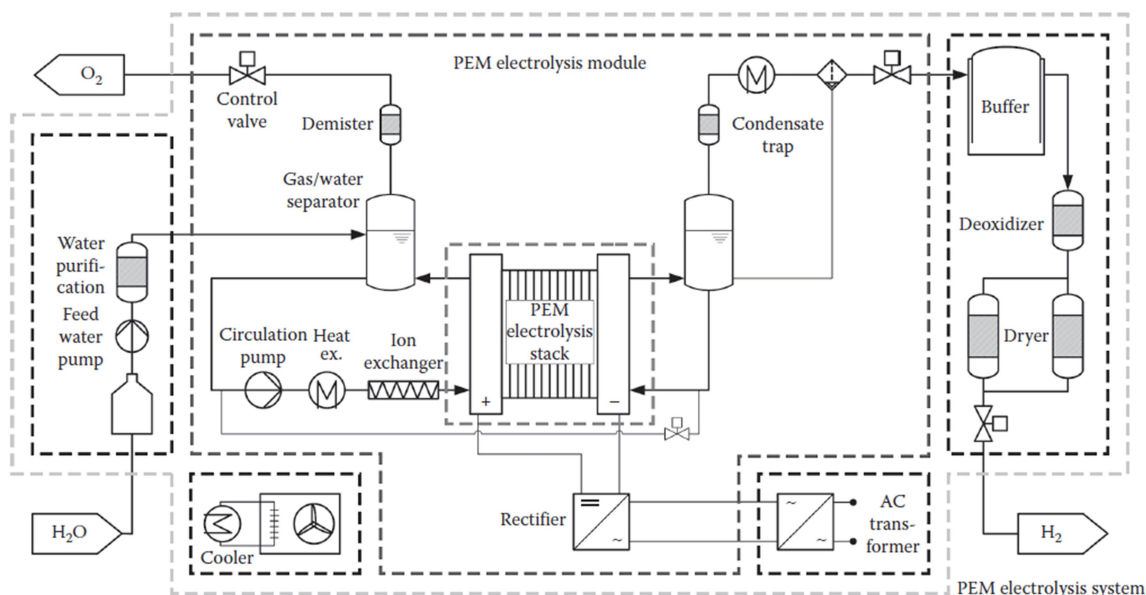 O₂
Control
valve
PEM electrolysis module
Demister
Condensate
trap
Buffer
Gas/water
separator
Deoxidizer
Water
purifi-
cation
Feed
water
pump
Circulation
pump
Heat
ex.
Ion
exchanger
PEM
electrolysis
stack
Dryer
+
−
H₂O
Cooler
Rectifier
=
~
~
~
AC
trans-
former
H₂
PEM electrolysis system